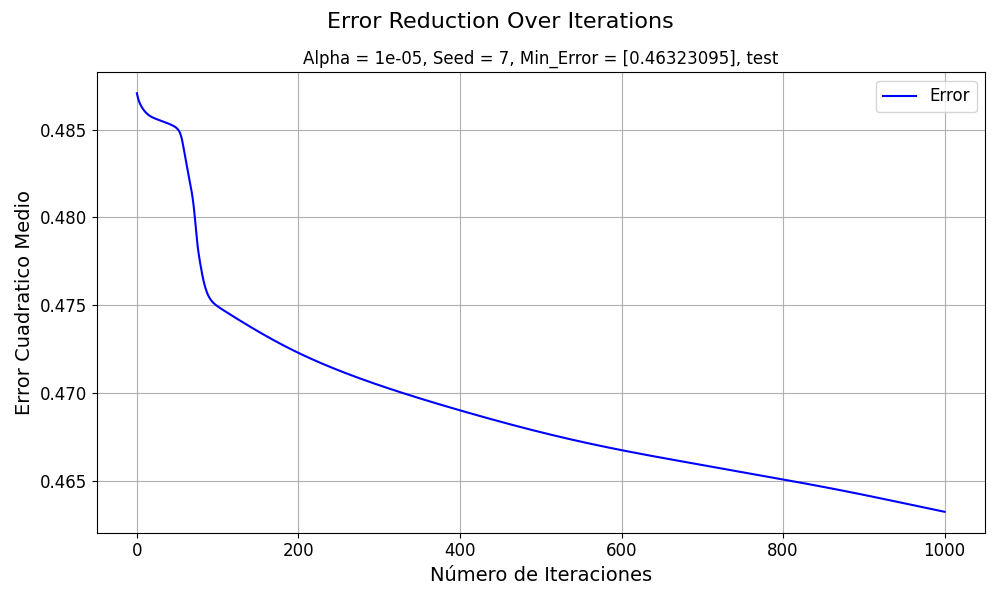 Error Reduction Over Iterations
Alpha = 1e-05, Seed = 7, Min_Error = [0.46323095], test
Error
0.485
0.480
0.475
0.470
0.465
Error Cuadratico Medio
0 200 400 600 800 1000
Número de Iteraciones